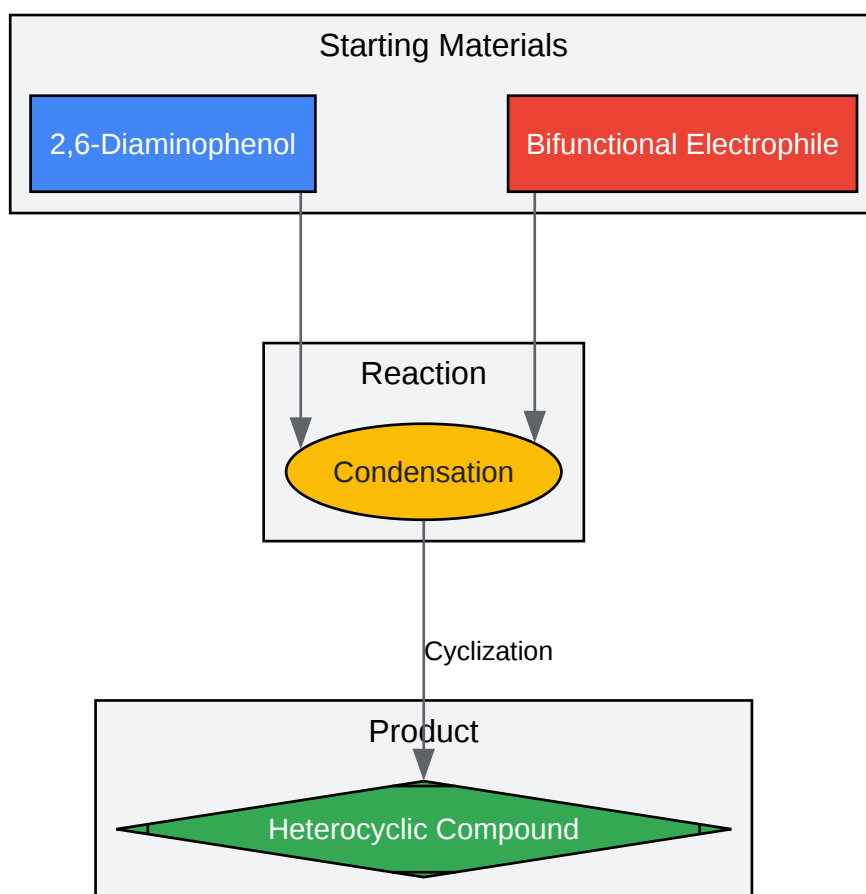 Starting Materials
2,6-Diaminophenol
Bifunctional Electrophile
Reaction
Condensation
Cyclization
Product
Heterocyclic Compound